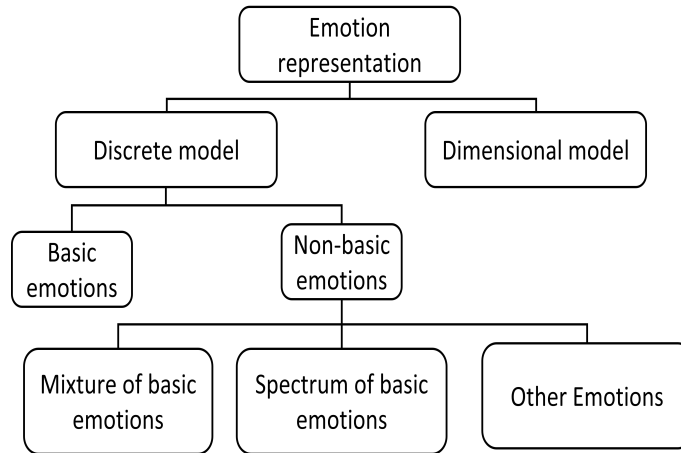 Emotion
representation
Discrete model
Dimensional model
Basic
emotions
Non-basic
emotions
Mixture of basic
emotions
Spectrum of basic
emotions
Other Emotions